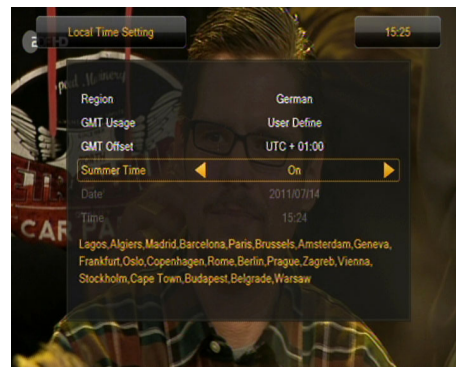 Local Time Setting
15:25
Region German
GMT Usage User Define
GMT Offset UTC + 01:00
Summer Time On
Date 2011/07/14
Time 15:24
Lagos,Algiers,Madrid,Barcelona,Paris,Brussels,Amsterdam,Geneva,
Frankfurt,Oslo,Copenhagen,Rome,Berlin,Prague,Zagreb,Vienna,
Stockholm,Cape Town,Budapest,Belgrade,Warsaw
CAR PA